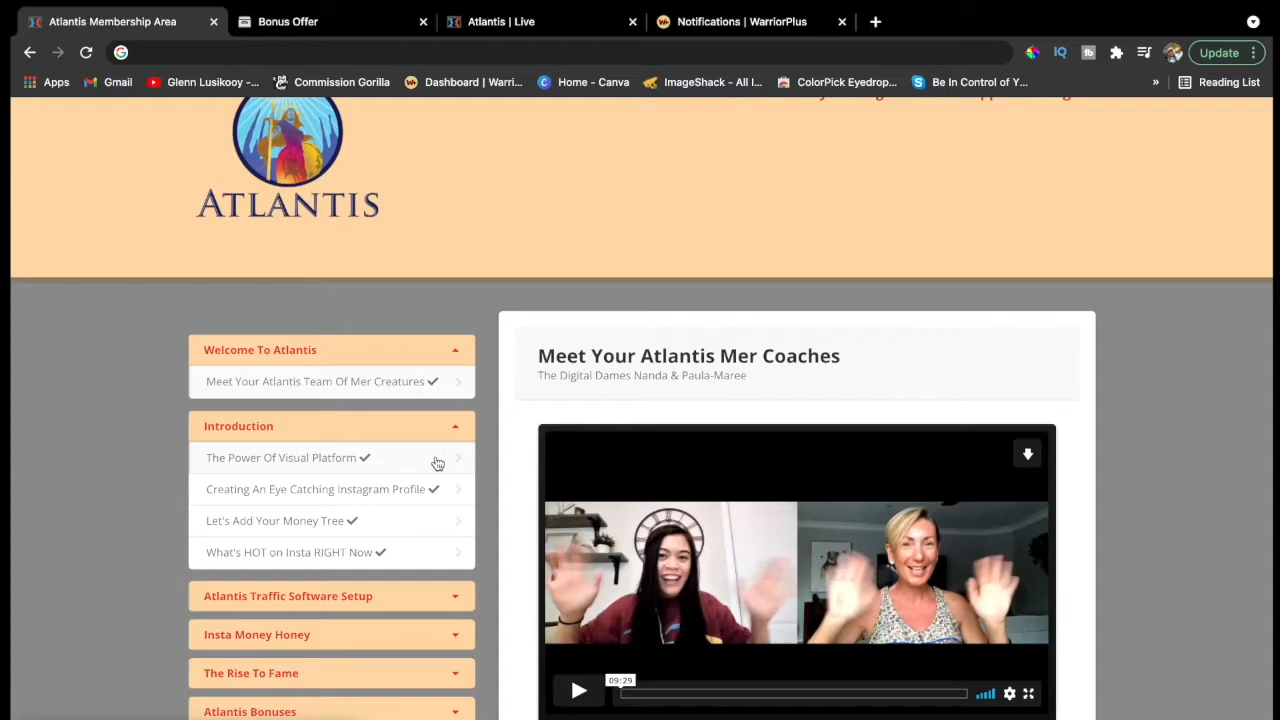 Atlantis Membership Area
Bonus Offer
Atlantis | Live
Notifications | WarriorPlus
Update
Apps
Gmail
Glenn Lusikooy -...
Commission Gorilla
Dashboard | Warri...
Home - Canva
ImageShack - All I...
ColorPick Eyedrop...
Be In Control of Y...
»
Reading List
ATLANTIS
Welcome To Atlantis
Meet Your Atlantis Team Of Mer Creatures
Introduction
The Power Of Visual Platform
Creating An Eye Catching Instagram Profile
Let's Add Your Money Tree
What's HOT on Insta RIGHT Now
Atlantis Traffic Software Setup
Insta Money Honey
The Rise To Fame
Atlantis Bonuses
Meet Your Atlantis Mer Coaches
The Digital Dames Nanda & Paula-Maree
09:29